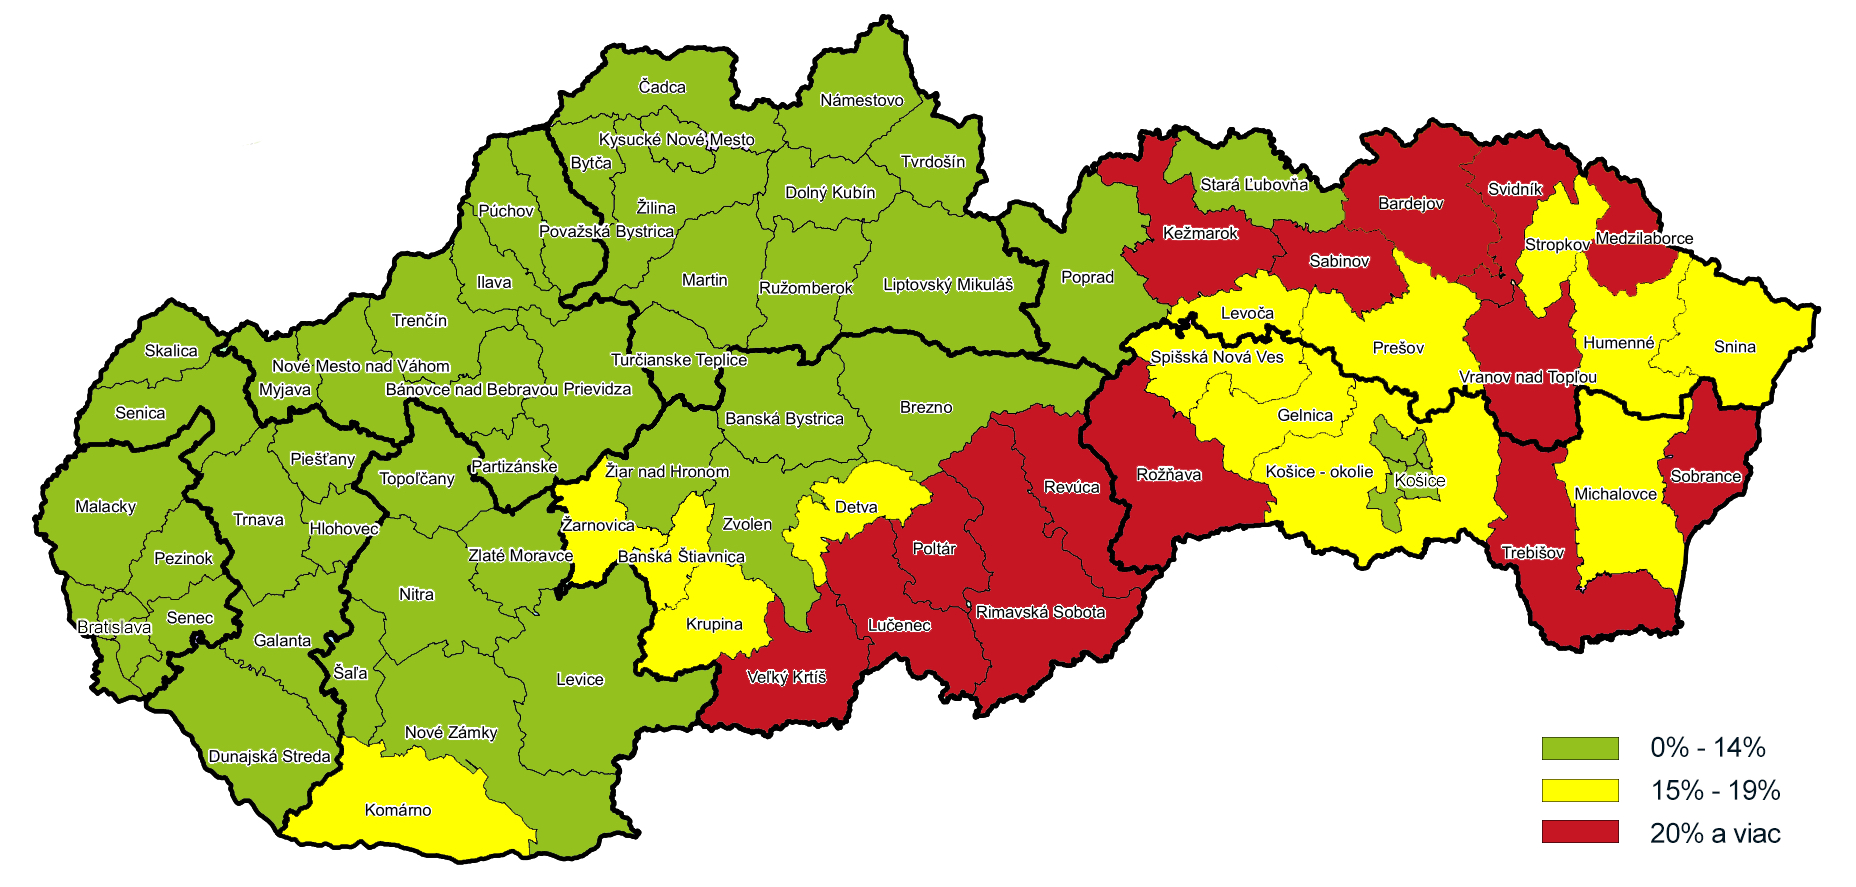 Čadca
Námestovo
Kysucké Nové Mesto
Bytča
Tvrdošín
Stará Ľubovňa
Svidník
Dolný Kubín
Žilina
Púchov
Bardejov
Považská Bystrica
Kežmarok
Stropkov
Medzilaborce
Sabinov
Poprad
Ilava
Martin
Ružomberok
Liptovský Mikuláš
Levoča
Trenčín
Humenné
Snina
Prešov
Skalica
Spišská Nová Ves
Turčianske Teplice
Nové Mesto nad Váhom
Vranov nad Topľou
Myjava
Bánovce nad Bebravou
Prievidza
Brezno
Senica
Gelnica
Banská Bystrica
Piešťany
Partizánske
Žiar nad Hronom
Košice - okolie
Rožňava
Sobrance
Topoľčany
Košice
Revúca
Michalovce
Malacky
Detva
Trnava
Žarnovica
Zvolen
Hlohovec
Poltár
Trebišov
Zlaté Moravce
Banská Štiavnica
Pezinok
Nitra
Rimavská Sobota
Senec
Krupina
Lučenec
Bratislava
Galanta
Šaľa
Levice
Veľký Krtíš
Nové Zámky
Dunajská Streda
Komárno
0% - 14%
15% - 19%
20% a viac